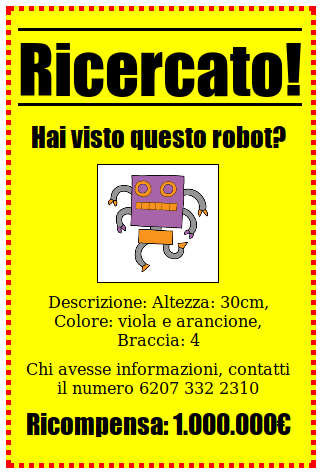 Ricercato!
Hai visto questo robot?
Descrizione: Altezza: 30cm,
Colore: viola e arancione,
Braccia: 4
Chi avesse informazioni, contatti
il numero 6207 332 2310
Ricompensa: 1.000.000€